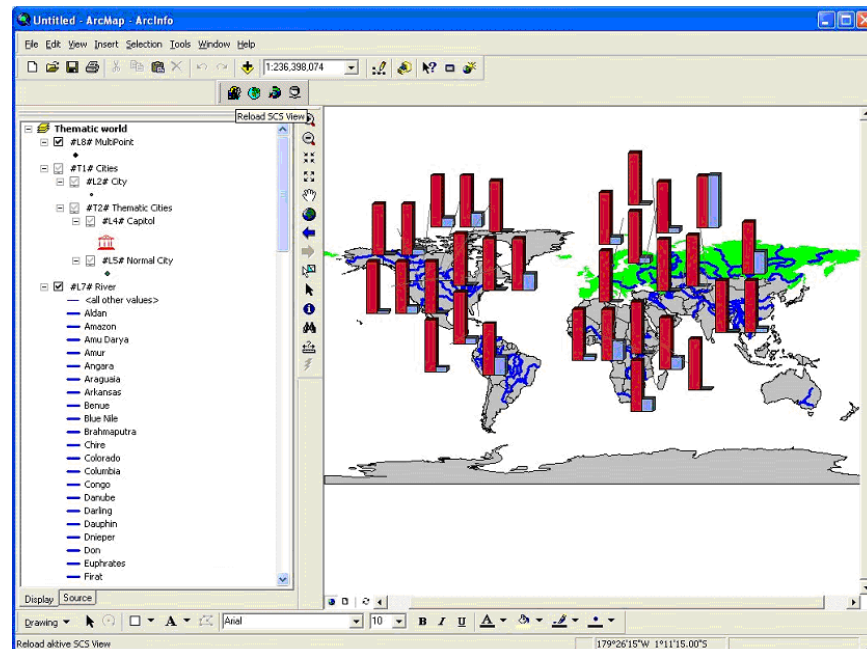 Untitled - ArcMap - ArcInfo
File Edit View Insert Selection Tools Window Help
1:236,398,074
Reload SCS View
Thematic world
#L8# MultiPoint
#T1# Cities
#L2# City
#T2# Thematic Cities
#L4# Capitol
#L5# Normal City
#L7# River
<all other values>
Aldan
Amazon
Amu Darya
Amur
Angara
Araguaia
Arkansas
Benue
Blue Nile
Brahmaputra
Chire
Colorado
Columbia
Congo
Danube
Darling
Dauphin
Dnieper
Don
Euphrates
Firat
Display Source
Drawing A Arial 10 B I U A
Reload aktive SCS View 179°26'15"W 1°11'15.00"S